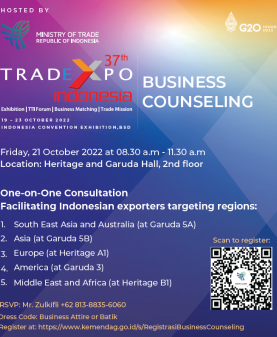 HOSTED BY
MINISTRY OF TRADE
REPUBLIC OF INDONESIA
G20
37th
TRADEXPO
indonesia
Exhibition | TTI Forum | Business Matching | Trade Mission
19 – 23 OCTOBER 2022
INDONESIA CONVENTION EXHIBITION,BSD
BUSINESS
COUNSELING
Friday, 21 October 2022 at 08.30 a.m - 11.30 a.m
Location: Heritage and Garuda Hall, 2nd floor
One-on-One Consultation
Facilitating Indonesian exporters targeting regions:
1. South East Asia and Australia (at Garuda 5A)
2. Asia (at Garuda 5B)
3. Europe (at Heritage A1)
4. America (at Garuda 3)
5. Middle East and Africa (at Heritage B1)
Scan to register:
RSVP: Mr. Zulkifli +62 813-8835-6060
Dress Code: Business Attire or Batik
Register at: https://www.kemendag.go.id/s/RegistrasiBusinessCounseling